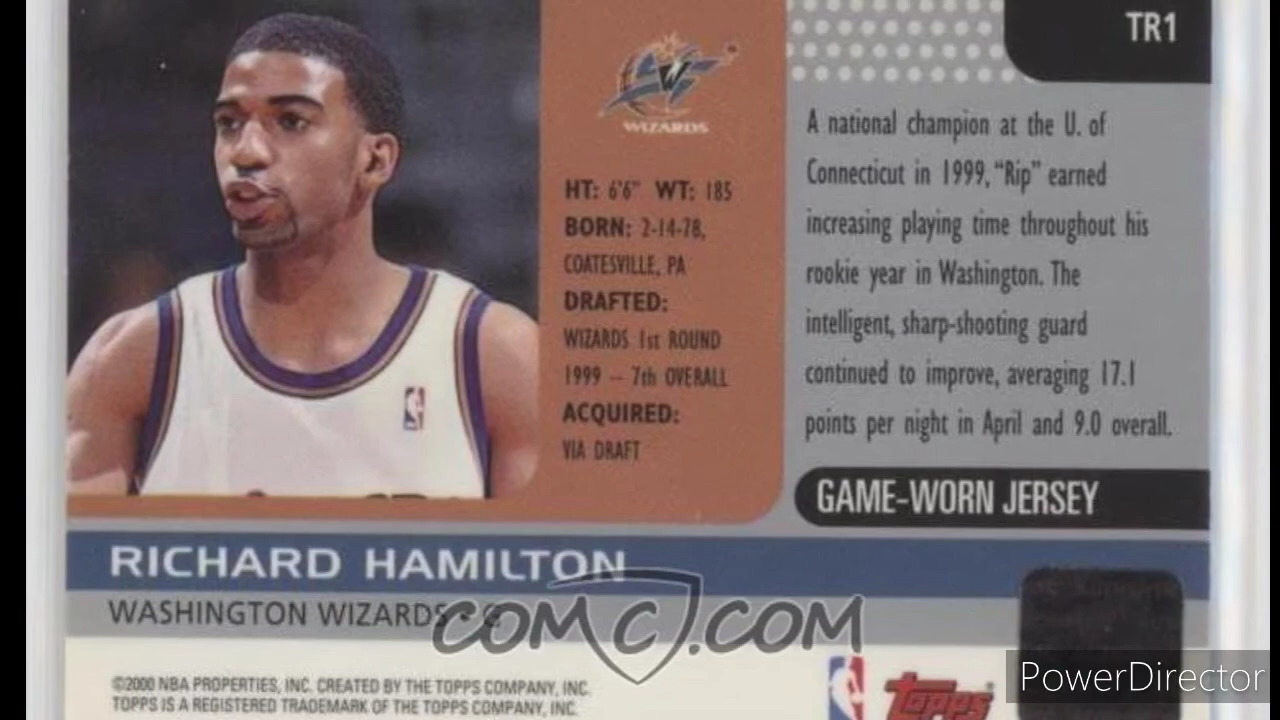 TR1
WIZARDS
HT: 6'6" WT: 185
BORN: 2-14-78,
COATESVILLE, PA
DRAFTED:
WIZARDS 1st ROUND
1999 – 7th OVERALL
ACQUIRED:
VIA DRAFT
A national champion at the U. of
Connecticut in 1999, “Rip” earned
increasing playing time throughout his
rookie year in Washington. The
intelligent, sharp-shooting guard
continued to improve, averaging 17.1
points per night in April and 9.0 overall.
GAME-WORN JERSEY
RICHARD HAMILTON
WASHINGTON WIZARDS • G
COMC.COM
©2000 NBA PROPERTIES, INC. CREATED BY THE TOPPS COMPANY, INC.
TOPPS IS A REGISTERED TRADEMARK OF THE TOPPS COMPANY, INC.
Topps
PowerDirector